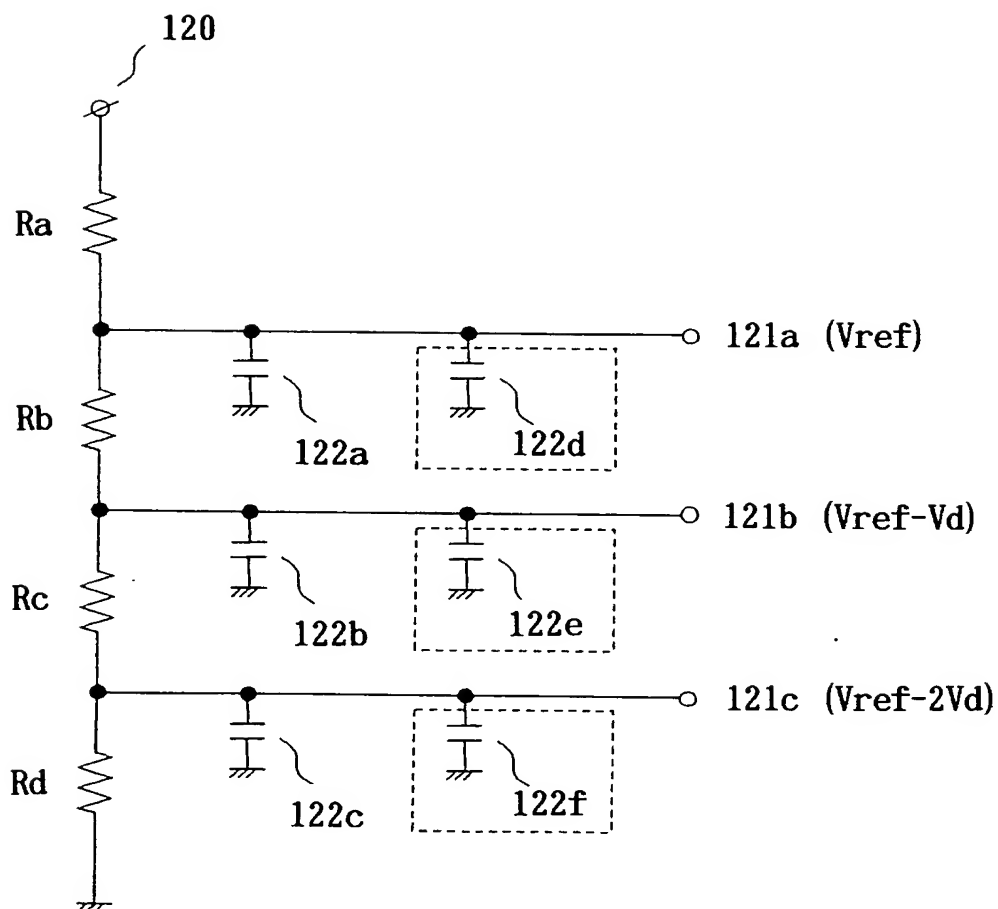 120
Ra
121a (Vref)
Rb
122a
122d
121b (Vref-Vd)
Rc
122b
122e
121c (Vref-2Vd)
Rd
122c
122f